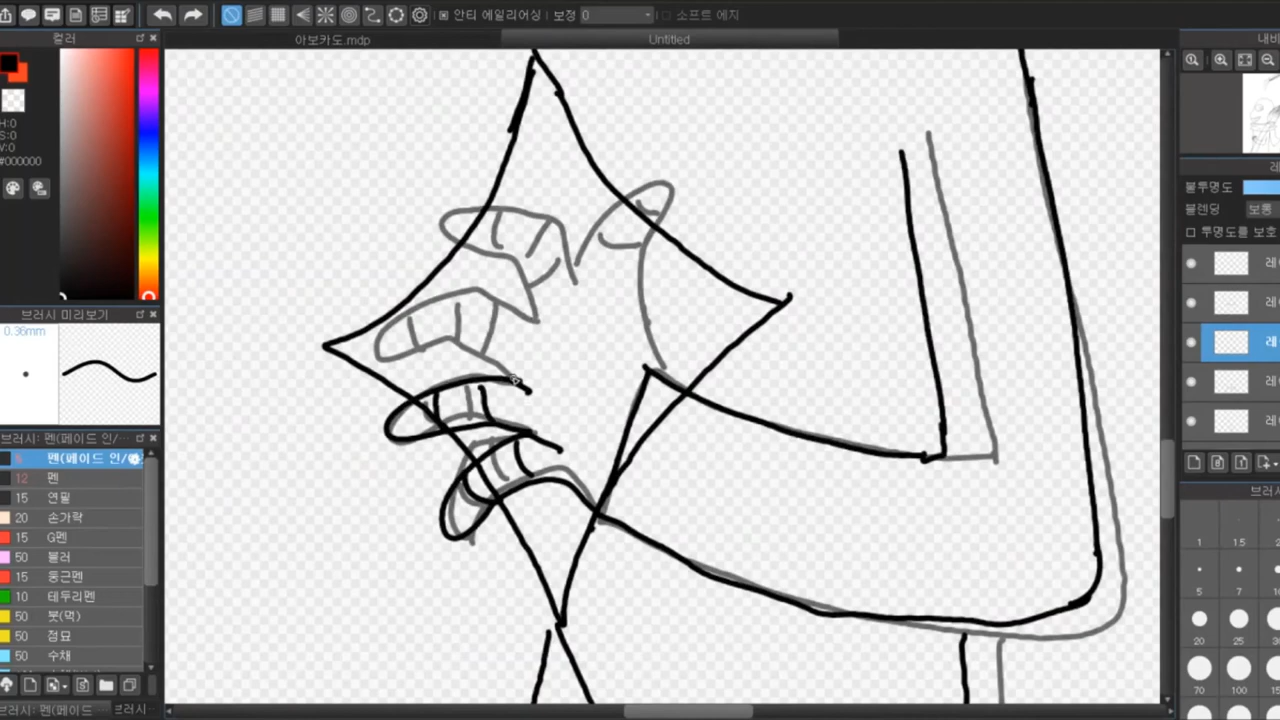 안티 에일리어싱 보정 0 소프트 에지
컬러
아보카도.mdp
Untitled
내비
H:0
S:0
V:0
#000000
레
불투명도
블렌딩 보통
투명도를 보호
레
레
레
레
레
브러시 미리보기
0.36mm
브러시: 펜(페이드 인/…
펜(페이드 인/
12 펜
15 연필
20 손가락
15 G펜
50 블러
15 둥근펜
10 테두리펜
50 붓(먹)
50 점묘
50 수채
브러시: 펜(페이드 … 브러시…
브러시
1 1.5
5 7
20 25 30
70 100